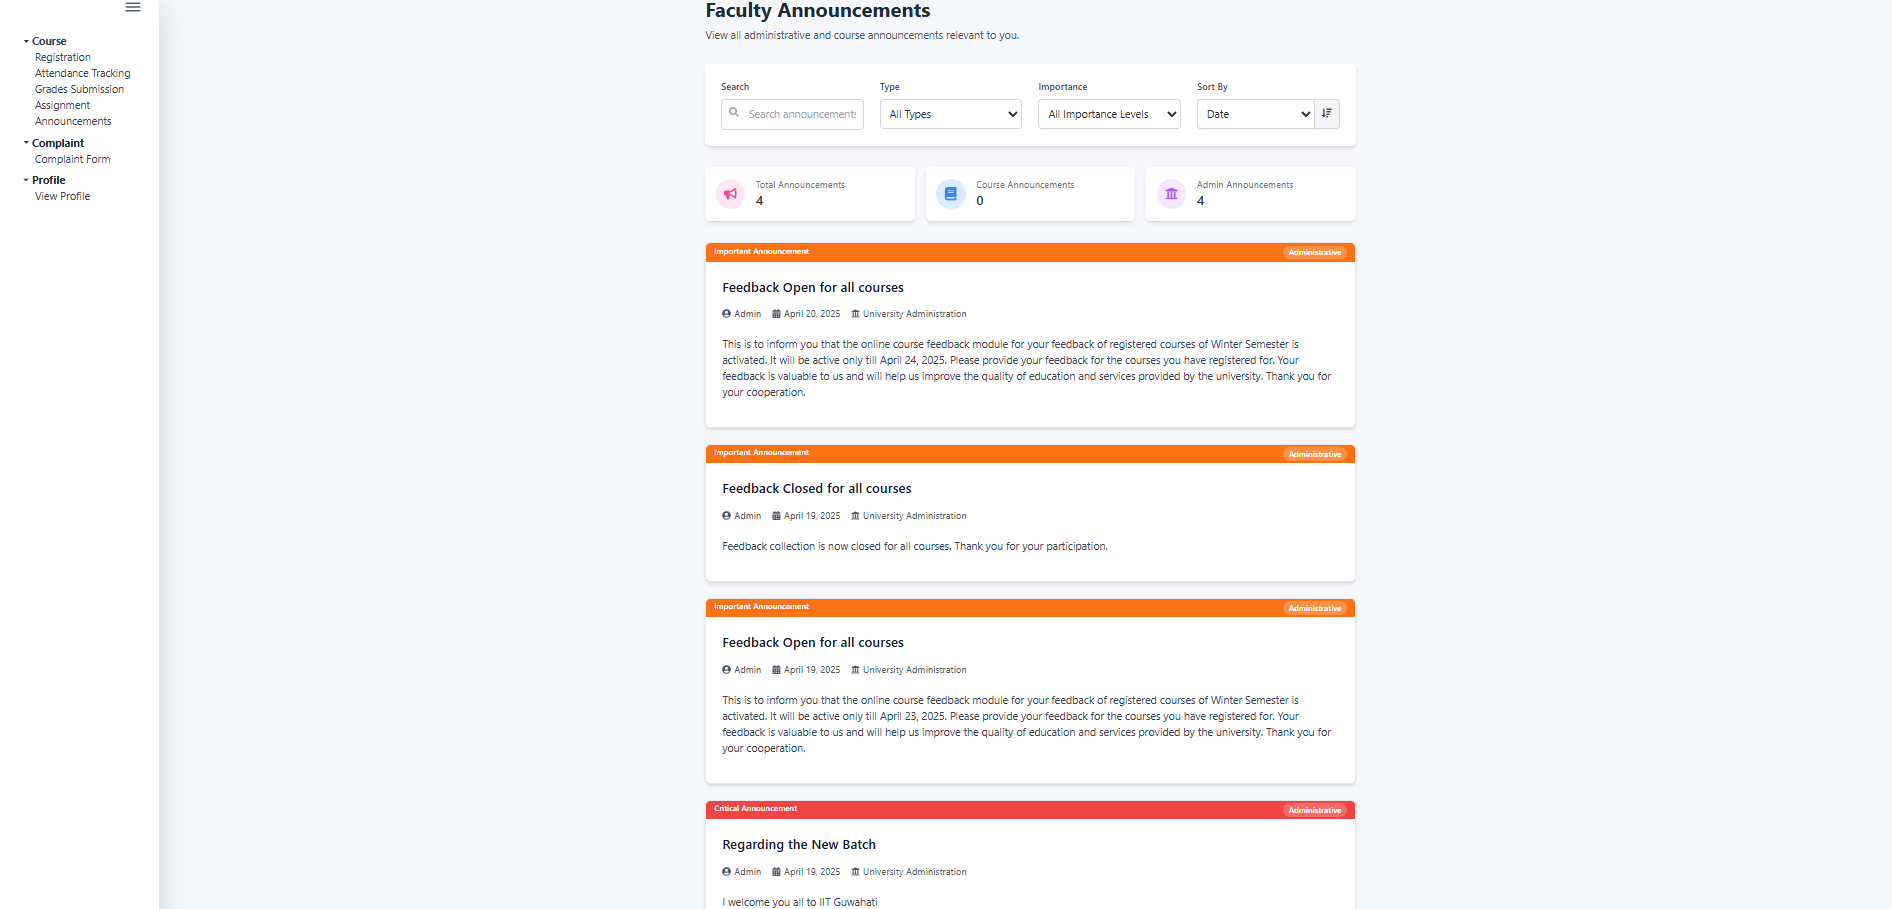 Course
Registration
Attendance Tracking
Grades Submission
Assignment
Announcements
Complaint
Complaint Form
Profile
View Profile
Faculty Announcements
View all administrative and course announcements relevant to you.
Search Type Importance Sort By
Search announcements All Types All Importance Levels Date
Total Announcements
4
Course Announcements
0
Admin Announcements
4
Important Announcement Administrative
Feedback Open for all courses
Admin April 20, 2025 University Administration
This is to inform you that the online course feedback module for your feedback of registered courses of Winter Semester is
activated. It will be active only till April 24, 2025. Please provide your feedback for the courses you have registered for. Your
feedback is valuable to us and will help us improve the quality of education and services provided by the university. Thank you for
your cooperation.
Important Announcement Administrative
Feedback Closed for all courses
Admin April 19, 2025 University Administration
Feedback collection is now closed for all courses. Thank you for your participation.
Important Announcement Administrative
Feedback Open for all courses
Admin April 19, 2025 University Administration
This is to inform you that the online course feedback module for your feedback of registered courses of Winter Semester is
activated. It will be active only till April 23, 2025. Please provide your feedback for the courses you have registered for. Your
feedback is valuable to us and will help us improve the quality of education and services provided by the university. Thank you for
your cooperation.
Critical Announcement Administrative
Regarding the New Batch
Admin April 19, 2025 University Administration
I welcome you all to IIT Guwahati